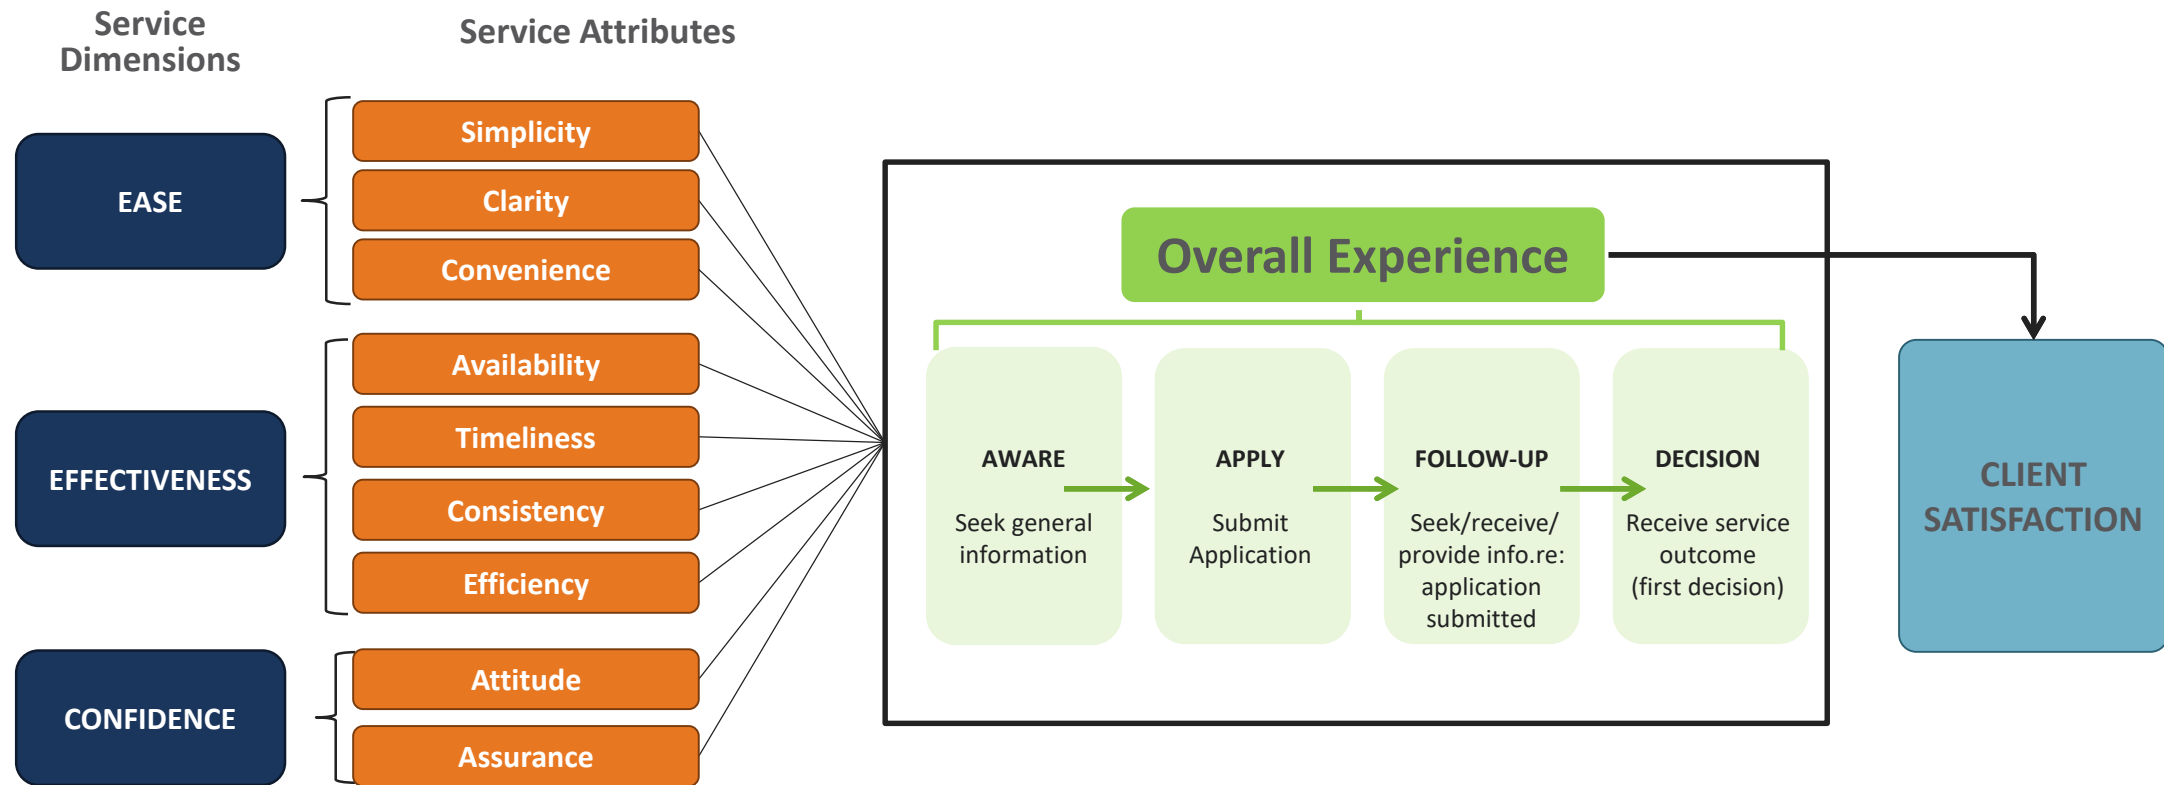 Service
Dimensions
Service Attributes
EASE
Simplicity
Clarity
Convenience
EFFECTIVENESS
Availability
Timeliness
Consistency
Efficiency
CONFIDENCE
Attitude
Assurance
Overall Experience
AWARE
Seek general
information
APPLY
Submit
Application
FOLLOW-UP
Seek/receive/
provide info.re:
application
submitted
DECISION
Receive service
outcome
(first decision)
CLIENT
SATISFACTION